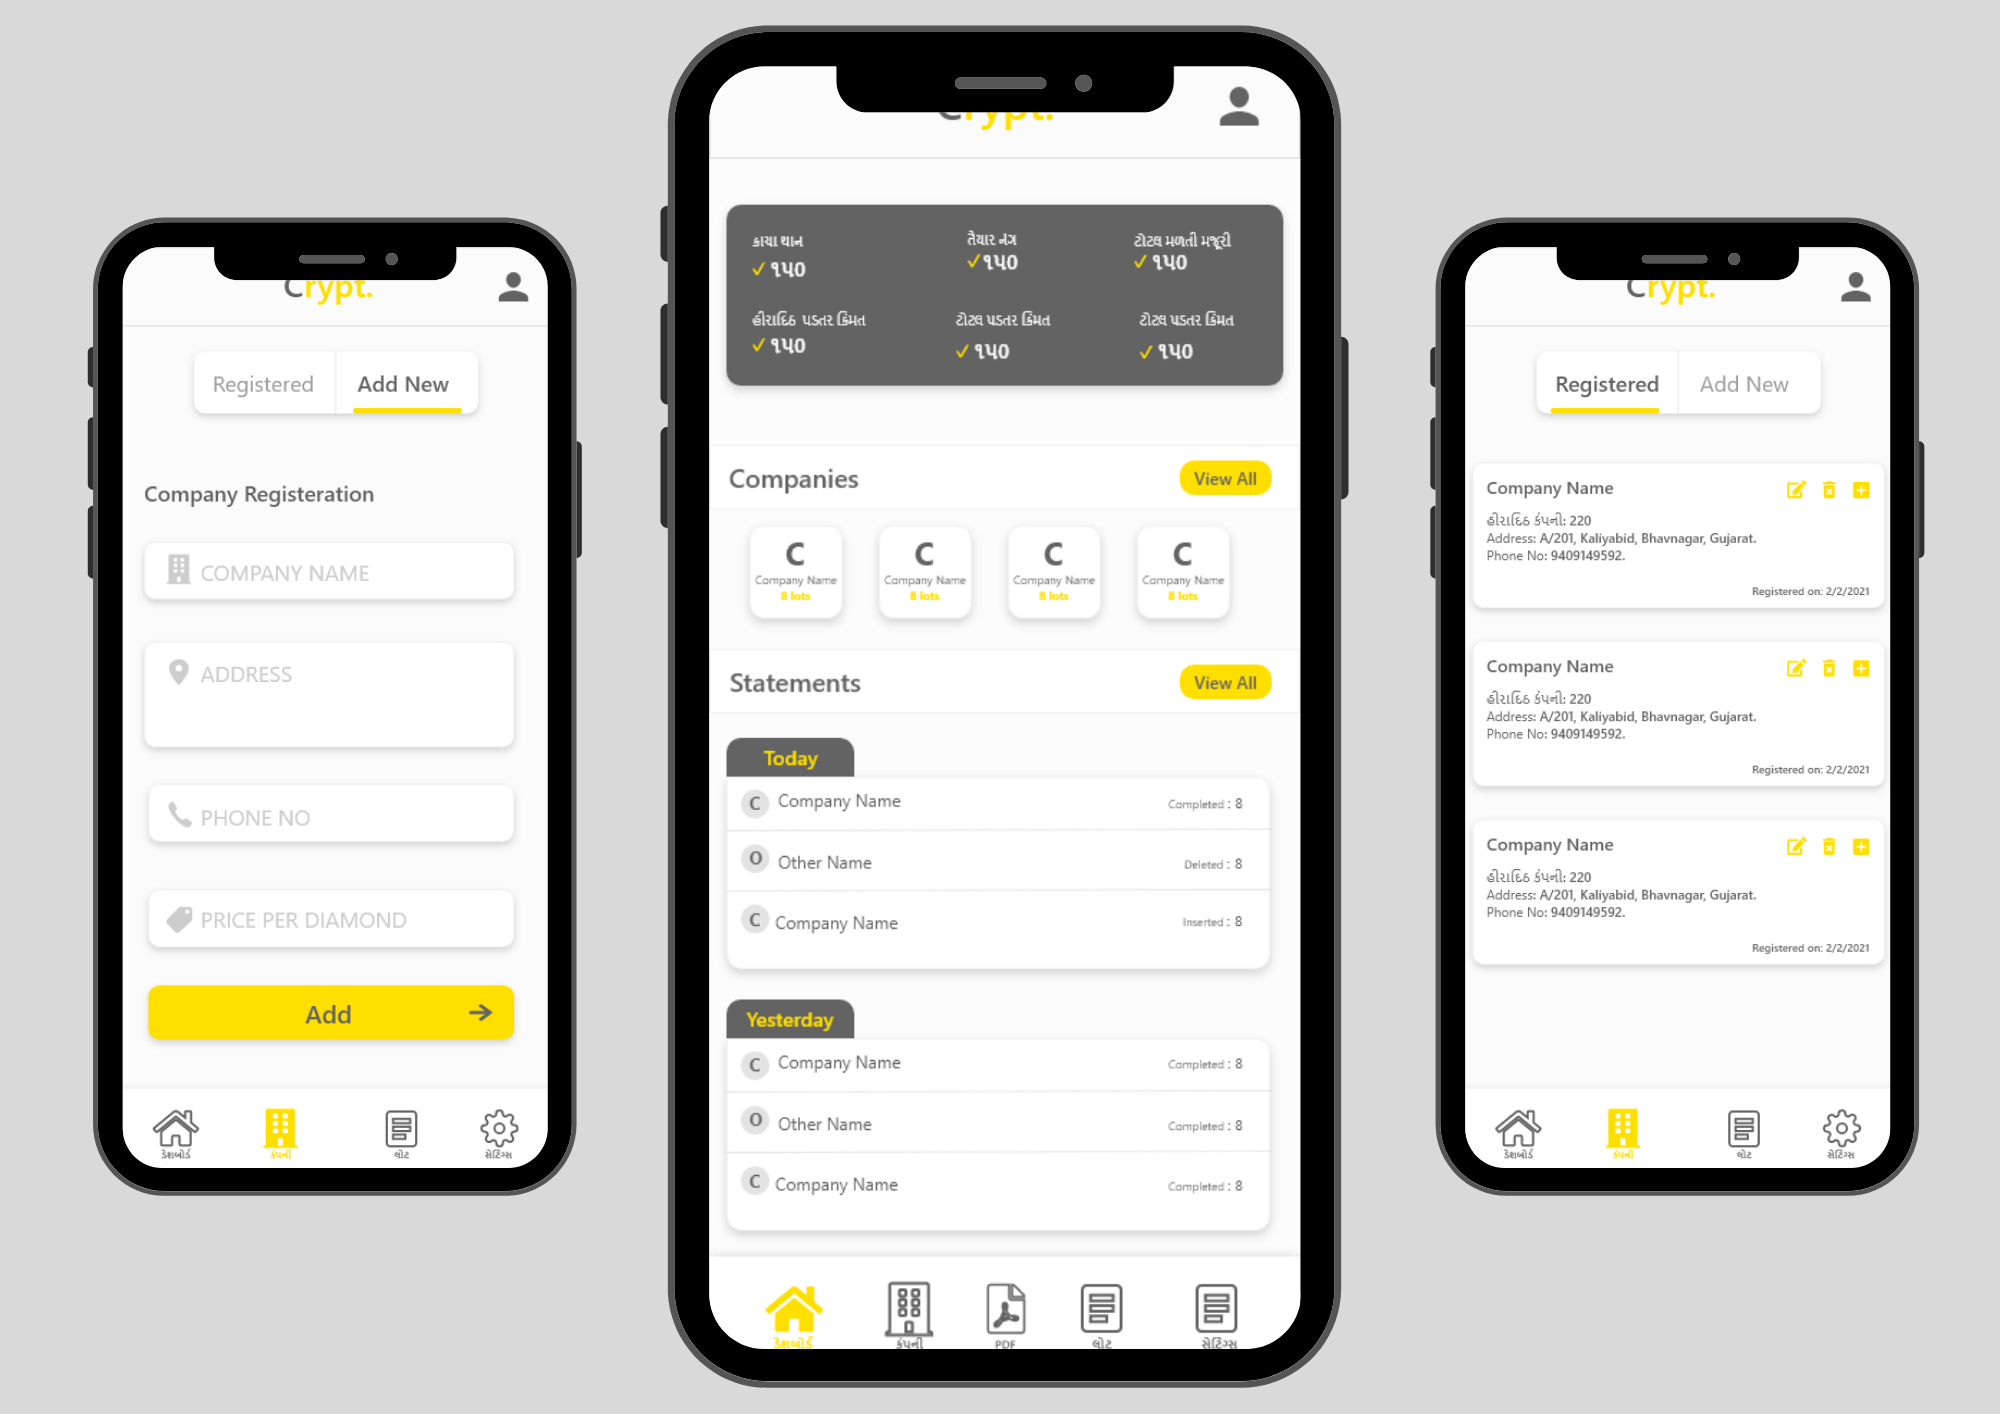 Crypt.
Registered
Add New
Company Registeration
COMPANY NAME
ADDRESS
PHONE NO
PRICE PER DIAMOND
Add
ડેશબોર્ડ
કંપની
લોટ
સેટિંગ્સ
Crypt.
કાચા થાન
તૈયાર નંગ
ટોટલ મળતી મજૂરી
૧૫૦
૧૫૦
૧૫૦
હીરાદિઠ પડતર કિંમત
ટોટલ પડતર કિંમત
ટોટલ પડતર કિંમત
૧૫૦
૧૫૦
૧૫૦
Companies
View All
C
Company Name
8 lots
C
Company Name
8 lots
C
Company Name
8 lots
C
Company Name
8 lots
Statements
View All
Today
C Company Name Completed : 8
O Other Name Deleted : 8
C Company Name Inserted : 8
Yesterday
C Company Name Completed : 8
O Other Name Completed : 8
C Company Name Completed : 8
ડેશબોર્ડ
કંપની
PDF
લોટ
સેટિંગ્સ
Crypt.
Registered
Add New
Company Name
હીરાદિઠ કંપની: 220
Address: A/201, Kaliyabid, Bhavnagar, Gujarat.
Phone No: 9409149592.
Registered on: 2/2/2021
Company Name
હીરાદિઠ કંપની: 220
Address: A/201, Kaliyabid, Bhavnagar, Gujarat.
Phone No: 9409149592.
Registered on: 2/2/2021
Company Name
હીરાદિઠ કંપની: 220
Address: A/201, Kaliyabid, Bhavnagar, Gujarat.
Phone No: 9409149592.
Registered on: 2/2/2021
ડેશબોર્ડ
કંપની
લોટ
સેટિંગ્સ